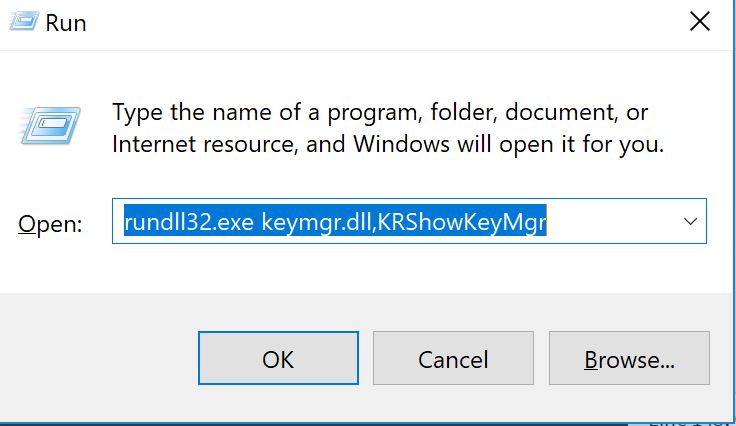 Run
Type the name of a program, folder, document, or
Internet resource, and Windows will open it for you.
Open: rundll32.exe keymgr.dll,KRShowKeyMgr
OK Cancel Browse...